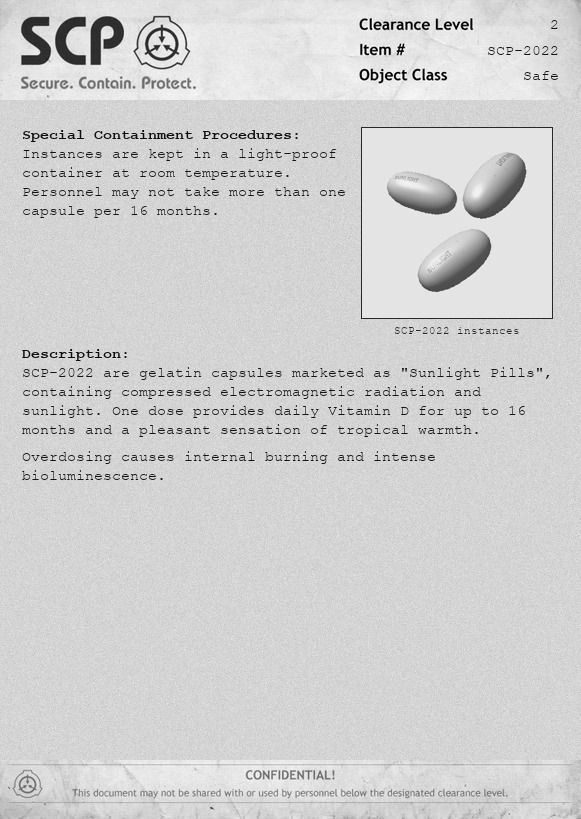 SCP
Secure. Contain. Protect.
Clearance Level 2
Item # SCP-2022
Object Class Safe
Special Containment Procedures:
Instances are kept in a light-proof
container at room temperature.
Personnel may not take more than one
capsule per 16 months.
SUNLIGHT
SUNLIGHT
SCP-2022 instances
Description:
SCP-2022 are gelatin capsules marketed as "Sunlight Pills",
containing compressed electromagnetic radiation and
sunlight. One dose provides daily Vitamin D for up to 16
months and a pleasant sensation of tropical warmth.
Overdosing causes internal burning and intense
bioluminescence.
CONFIDENTIAL!
This document may not be shared with or used by personnel below the designated clearance level.